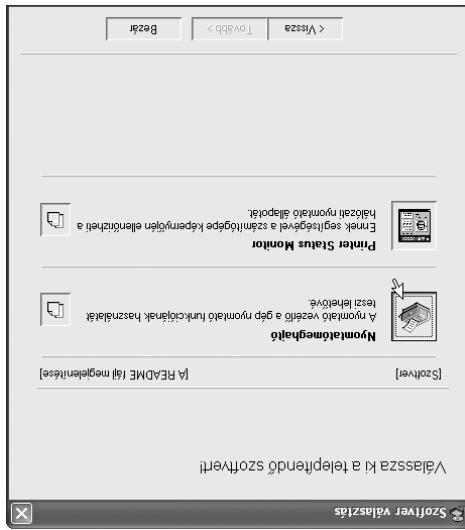 Szoftver választás
Válassza ki a telepítendő szoftvert!
[Szoftver] [A README fájl megjelenítése]
Nyomtatómeghajtó
A nyomtató vezérlő a gép nyomtató funkciójának használatát
teszi lehetővé.
Printer Status Monitor
Ennek segítségével a számítógépe képernyőjén ellenőrizheti a
hálózati nyomtató állapotát.
< Vissza Tovább > Bezár